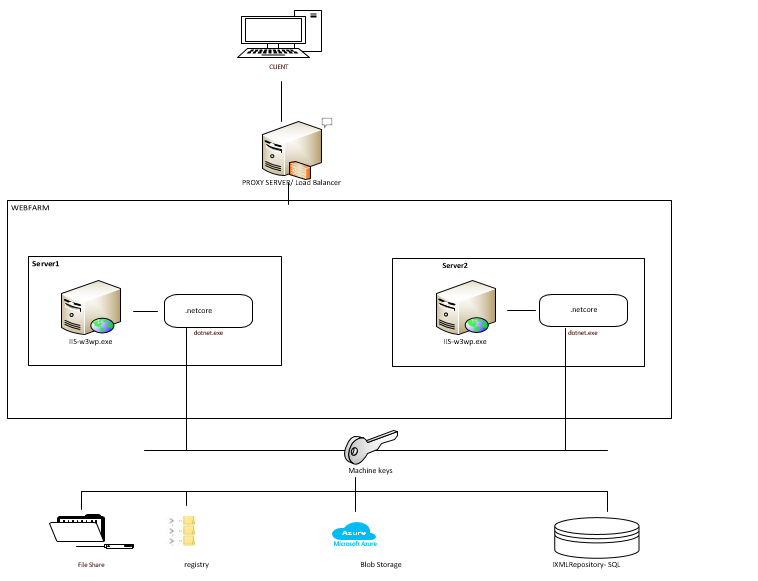 CLIENT
PROXY SERVER/ Load Balancer
WEBFARM
Server1
Server2
.netcore
.netcore
dotnet.exe
dotnet.exe
IIS-w3wp.exe
IIS-w3wp.exe
Machine keys
Azure
Microsoft Azure
File Share
registry
Blob Storage
IXMLRepository- SQL